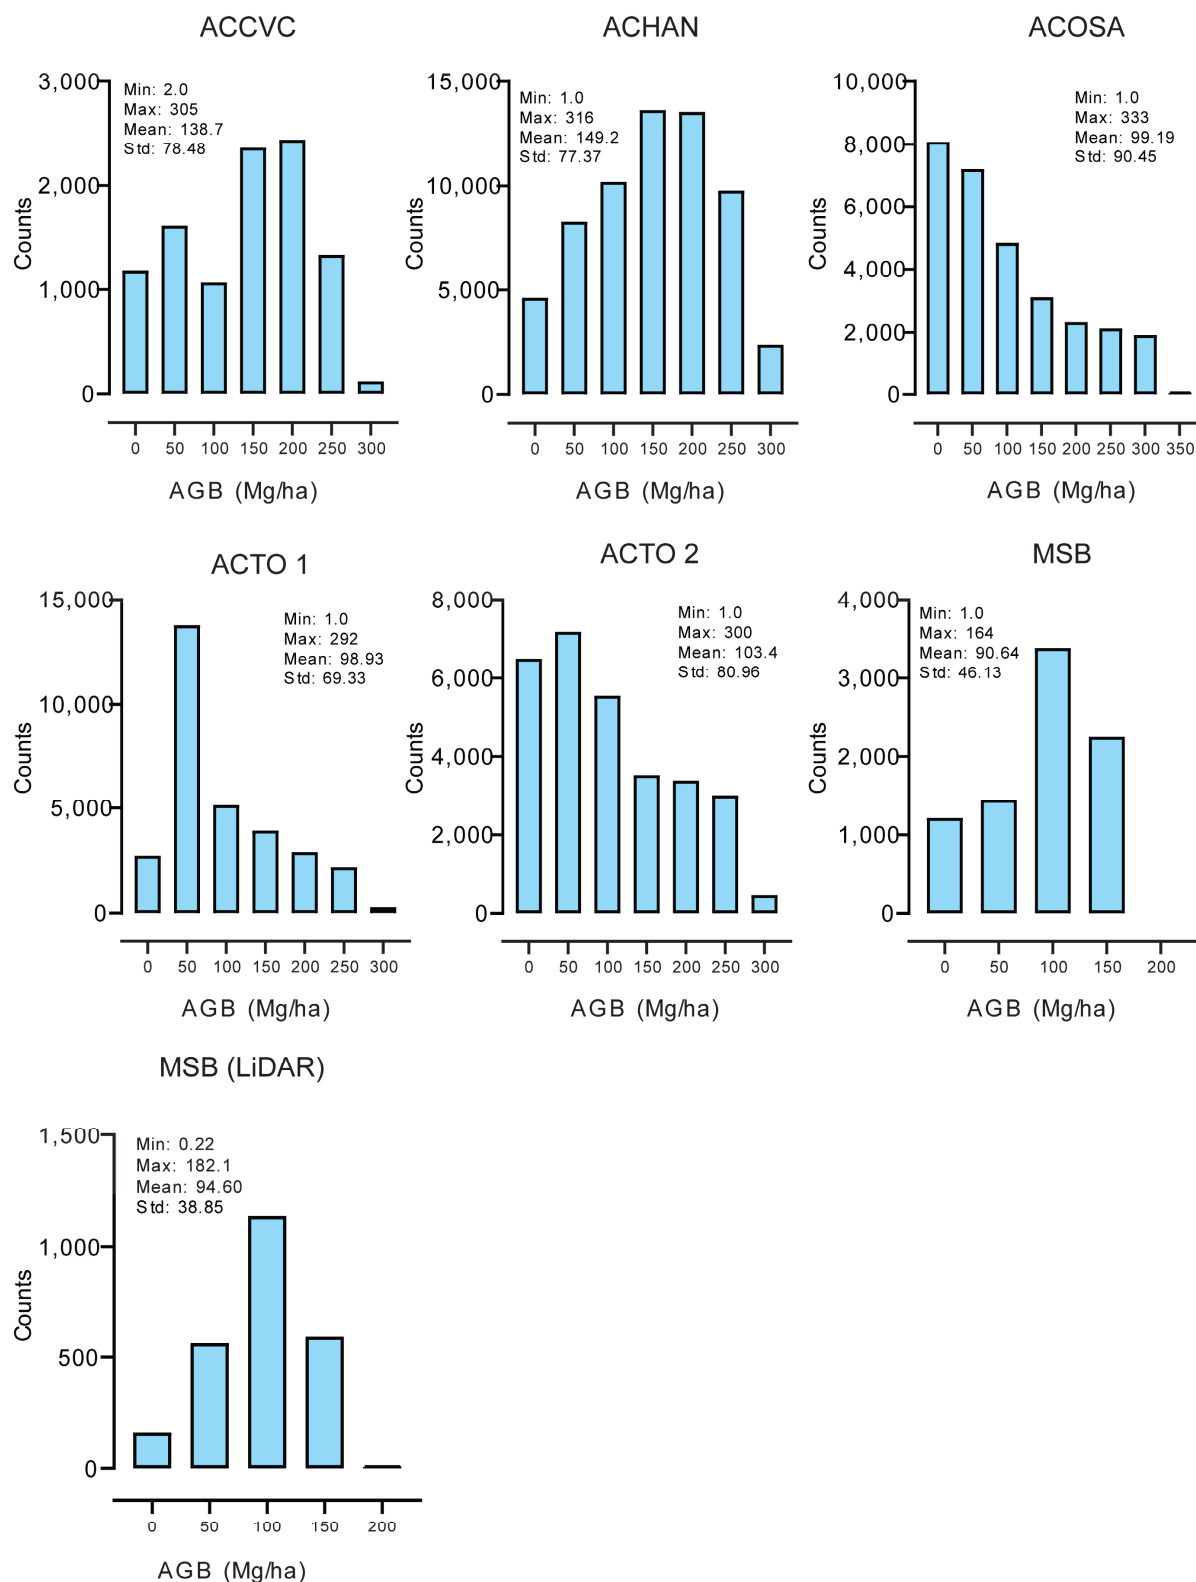 ACCVC
3,000
2,000
1,000
0
Counts
Min: 2.0
Max: 305
Mean: 138.7
Std: 78.48
0 50 100 150 200 250 300
AGB (Mg/ha)
ACHAN
15,000
10,000
5,000
0
Counts
Min: 1.0
Max: 316
Mean: 149.2
Std: 77.37
0 50 100 150 200 250 300
AGB (Mg/ha)
ACOSA
10,000
8,000
6,000
4,000
2,000
0
Counts
Min: 1.0
Max: 333
Mean: 99.19
Std: 90.45
0 50 100 150 200 250 300 350
AGB (Mg/ha)
ACTO 1
15,000
10,000
5,000
0
Counts
Min: 1.0
Max: 292
Mean: 98.93
Std: 69.33
0 50 100 150 200 250 300
AGB (Mg/ha)
ACTO 2
8,000
6,000
4,000
2,000
0
Counts
Min: 1.0
Max: 300
Mean: 103.4
Std: 80.96
0 50 100 150 200 250 300
AGB (Mg/ha)
MSB
4,000
3,000
2,000
1,000
0
Counts
Min: 1.0
Max: 164
Mean: 90.64
Std: 46.13
0 50 100 150 200
AGB (Mg/ha)
MSB (LiDAR)
1,500
1,000
500
0
Counts
Min: 0.22
Max: 182.1
Mean: 94.60
Std: 38.85
0 50 100 150 200
AGB (Mg/ha)